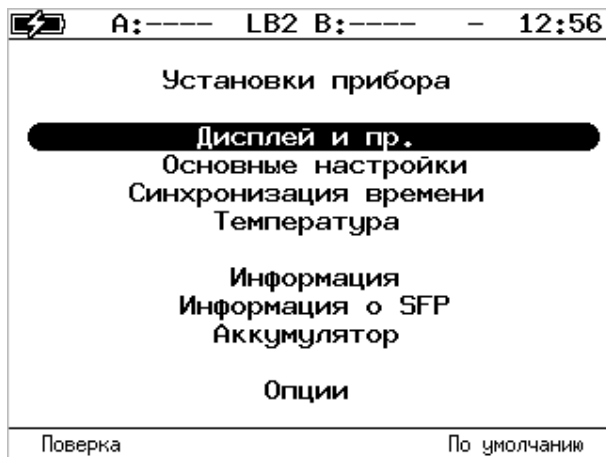 A:---- LB2 B:---- - 12:56
Установки прибора
Дисплей и пр.
Основные настройки
Синхронизация времени
Температура
Информация
Информация о SFP
Аккумулятор
Опции
Поверка По умолчанию